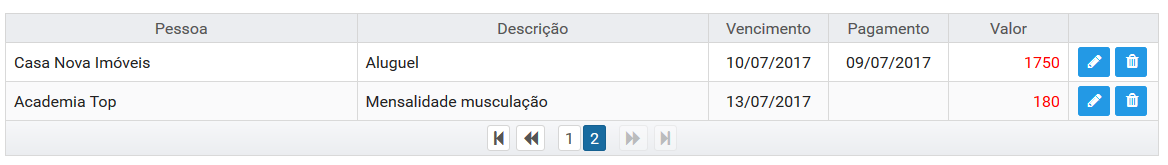 Pessoa Descrição Vencimento Pagamento Valor
Casa Nova Imóveis Aluguel 10/07/2017 09/07/2017 1750
Academia Top Mensalidade musculação 13/07/2017 180
1 2